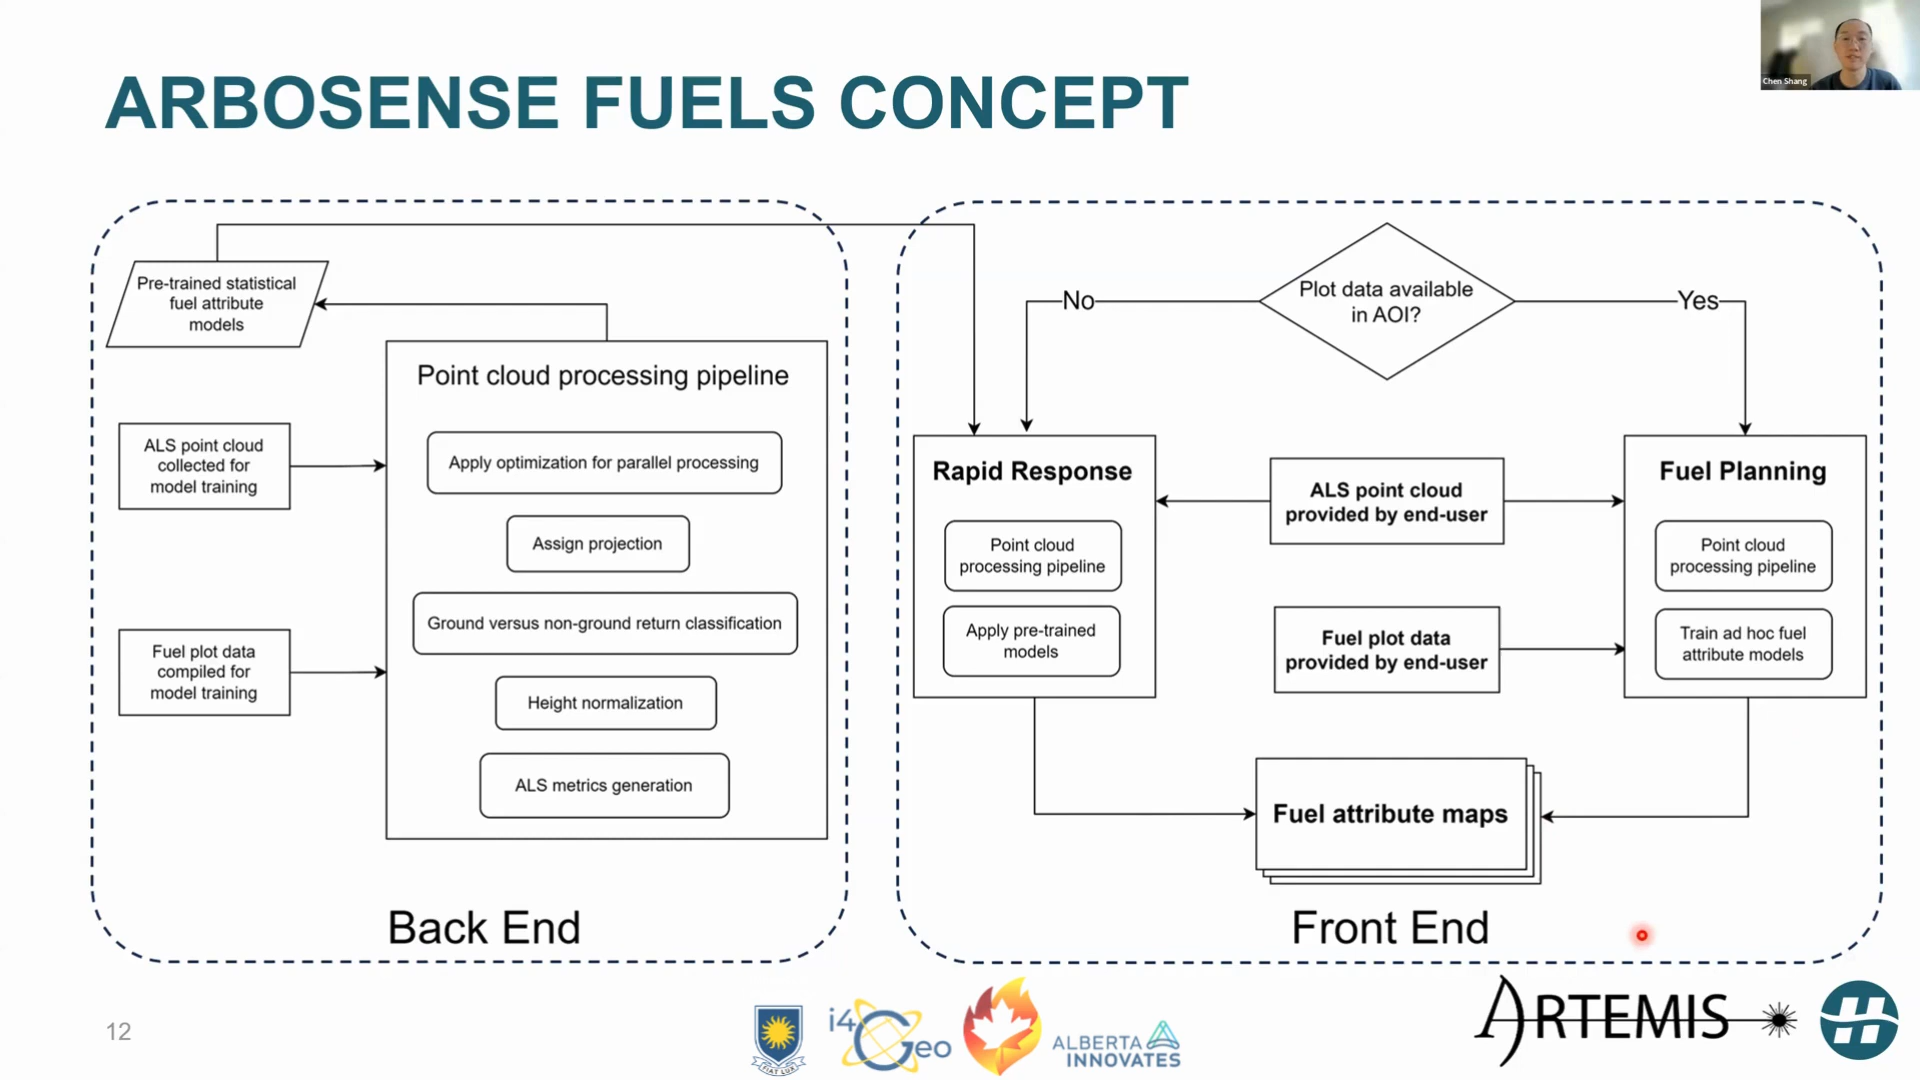 Chen Shang
ARBOSENSE FUELS CONCEPT
Pre-trained statistical
fuel attribute
models
ALS point cloud
collected for
model training
Fuel plot data
compiled for
model training
Point cloud processing pipeline
Apply optimization for parallel processing
Assign projection
Ground versus non-ground return classification
Height normalization
ALS metrics generation
Back End
Plot data available
in AOI?
No
Yes
Rapid Response
Point cloud
processing pipeline
Apply pre-trained
models
ALS point cloud
provided by end-user
Fuel plot data
provided by end-user
Fuel Planning
Point cloud
processing pipeline
Train ad hoc fuel
attribute models
Fuel attribute maps
Front End
12
FIAT LUX
i4Geo
ALBERTA
INNOVATES
ARTEMIS
H